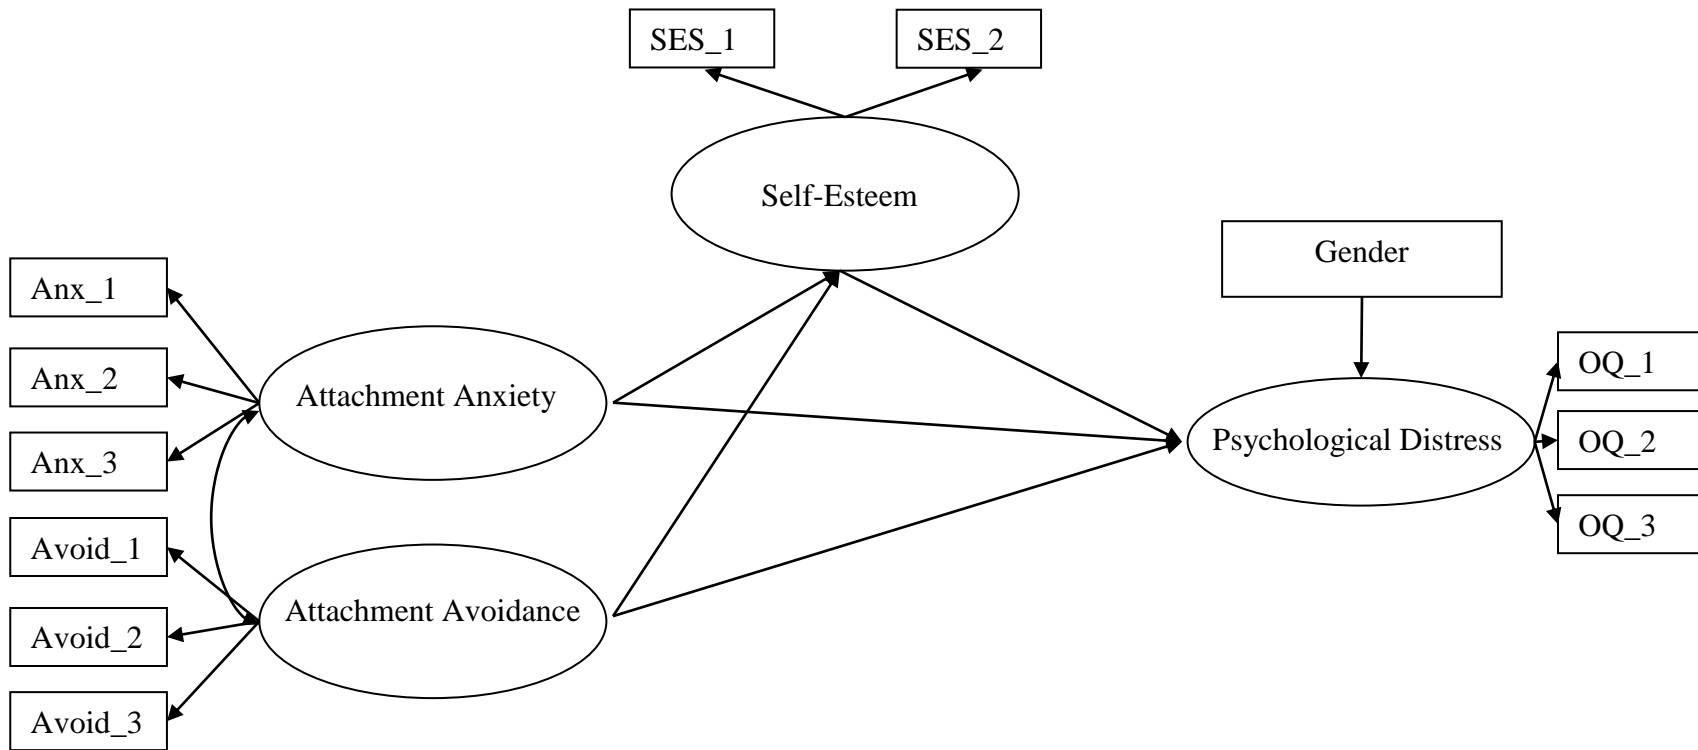 SES_1
SES_2
Self-Esteem
Gender
Anx_1
Anx_2
Anx_3
Attachment Anxiety
Avoid_1
Avoid_2
Avoid_3
Attachment Avoidance
Psychological Distress
OQ_1
OQ_2
OQ_3